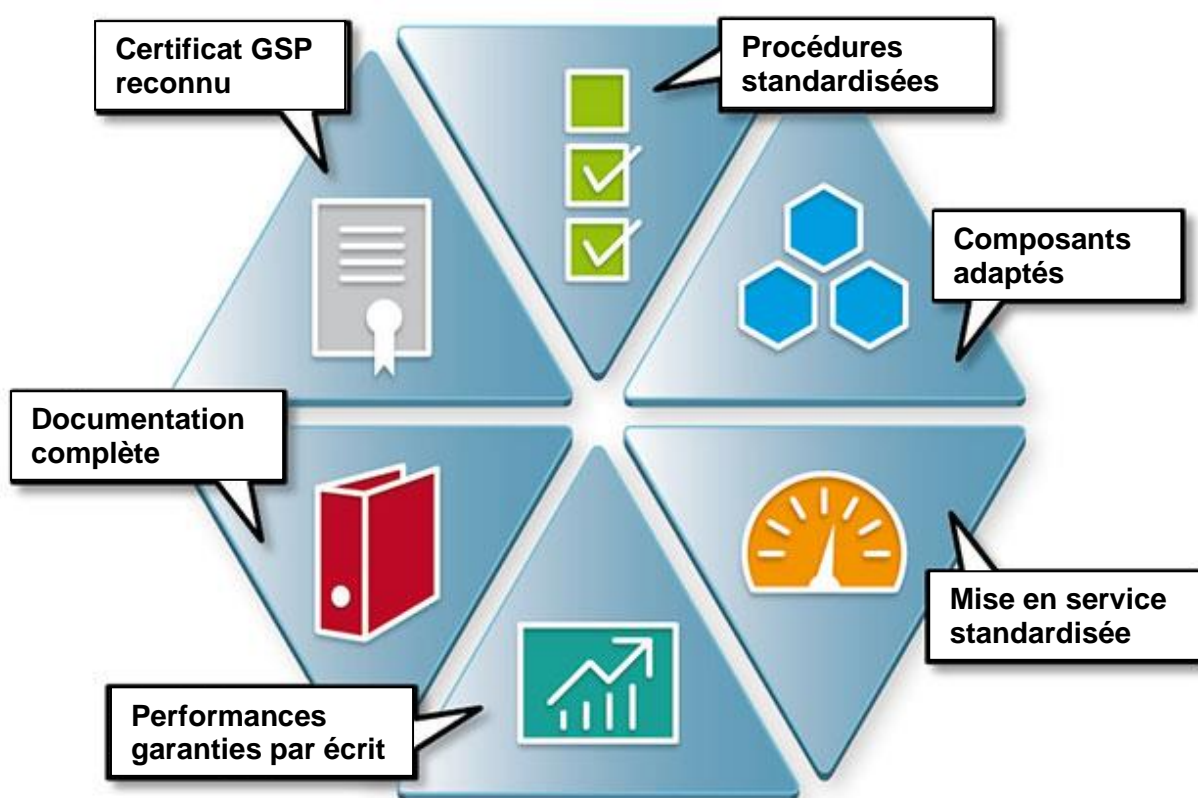 Certificat GSP
reconnu
Procédures
standardisées
Composants
adaptés
Documentation
complète
Mise en service
standardisée
Performances
garanties par écrit